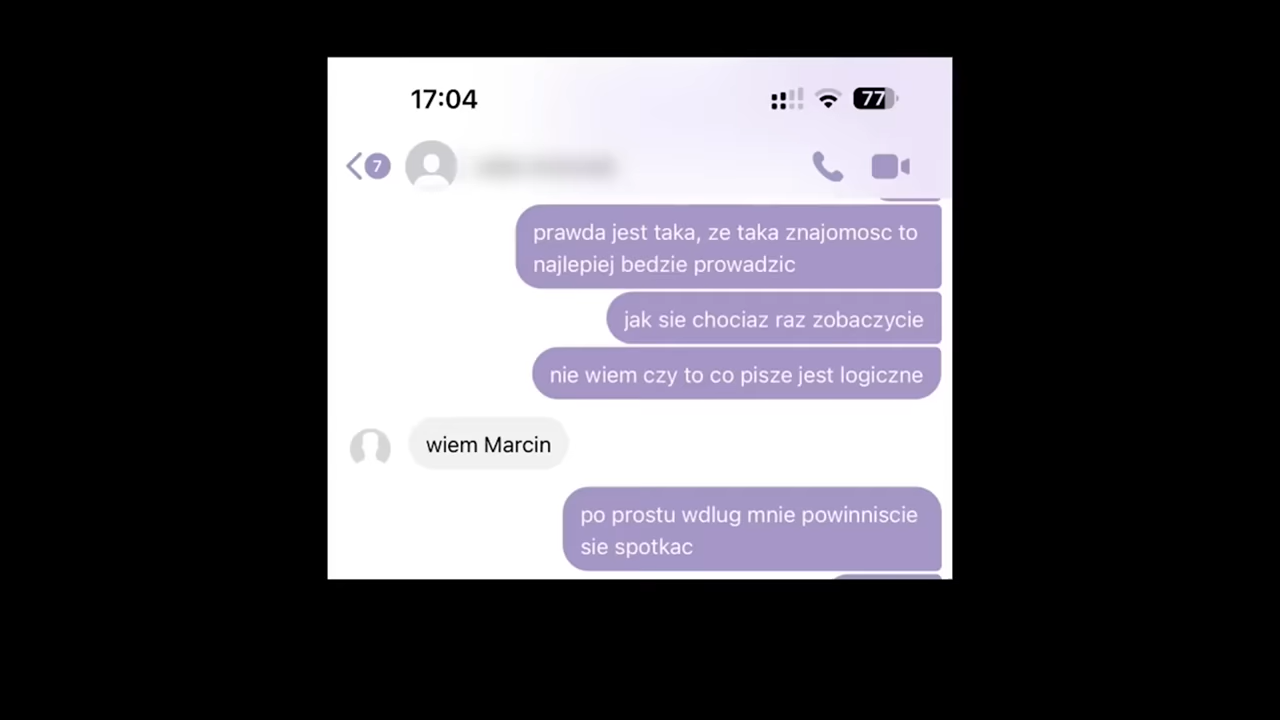 17:04
77
7
prawda jest taka, ze taka znajomosc to
najlepiej bedzie prowadzic
jak sie chociaz raz zobaczycie
nie wiem czy to co pisze jest logiczne
wiem Marcin
po prostu wdlug mnie powinniscie
sie spotkac